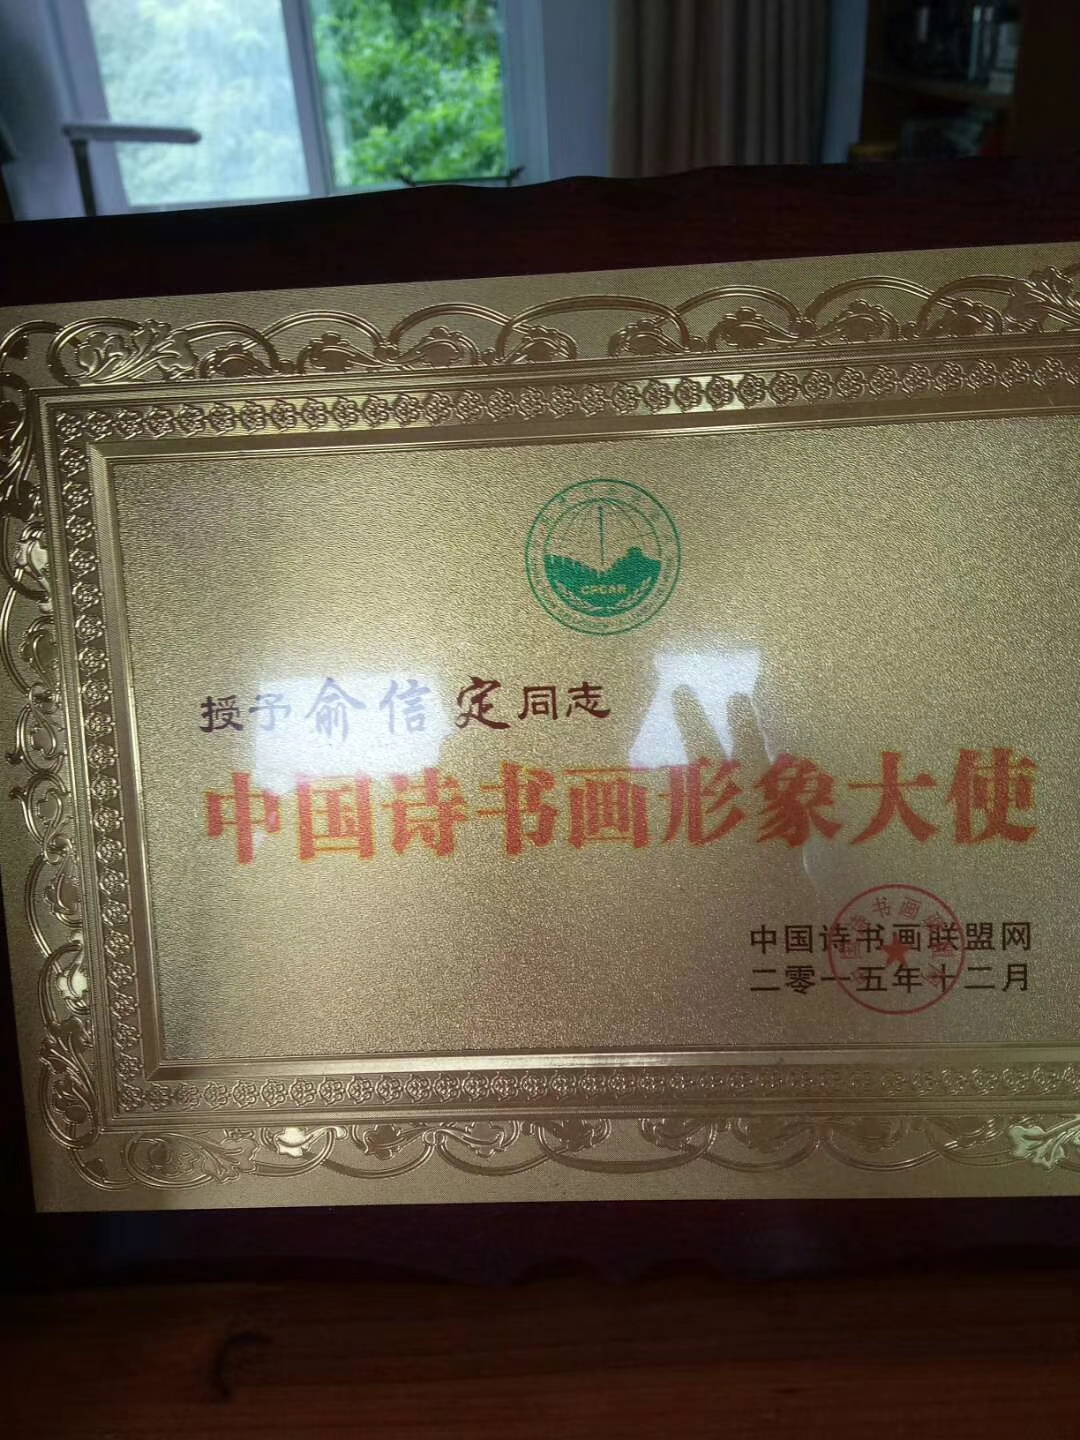 CPCAN
授予俞信定同志
中国诗书画形象大使
中国诗书画联盟网
二零一五年十二月